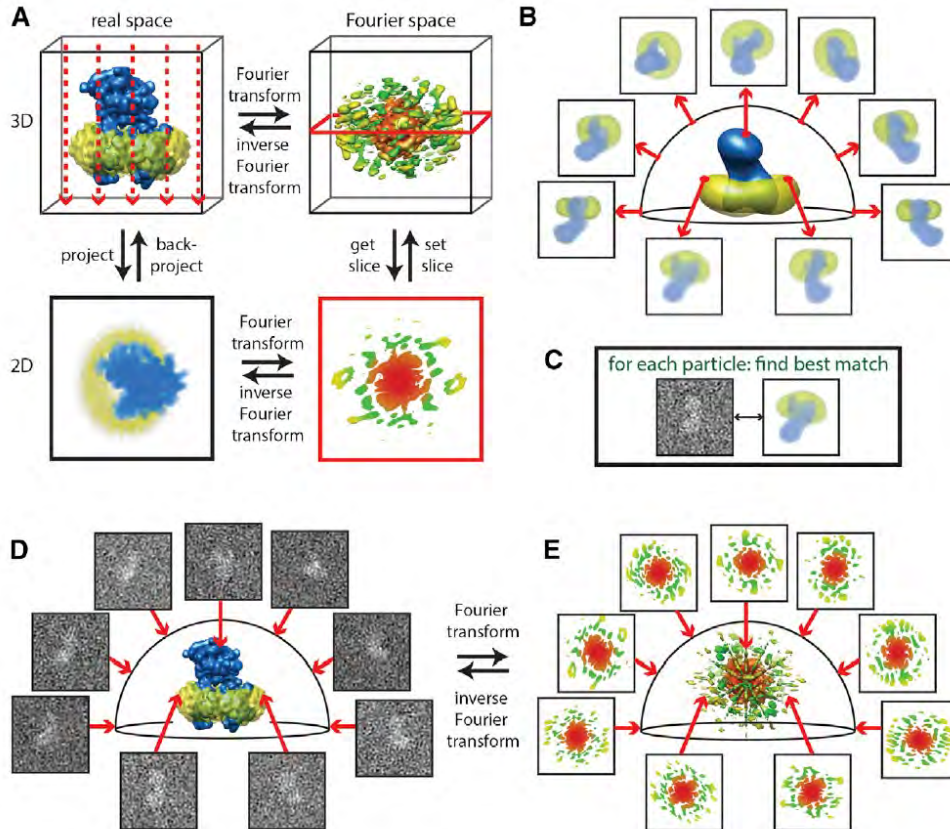 A
real space
Fourier space
3D
Fourier
transform
inverse
Fourier
transform
project
back-
project
get
slice
set
slice
2D
Fourier
transform
inverse
Fourier
transform
B
C
for each particle: find best match
D
Fourier
transform
inverse
Fourier
transform
E